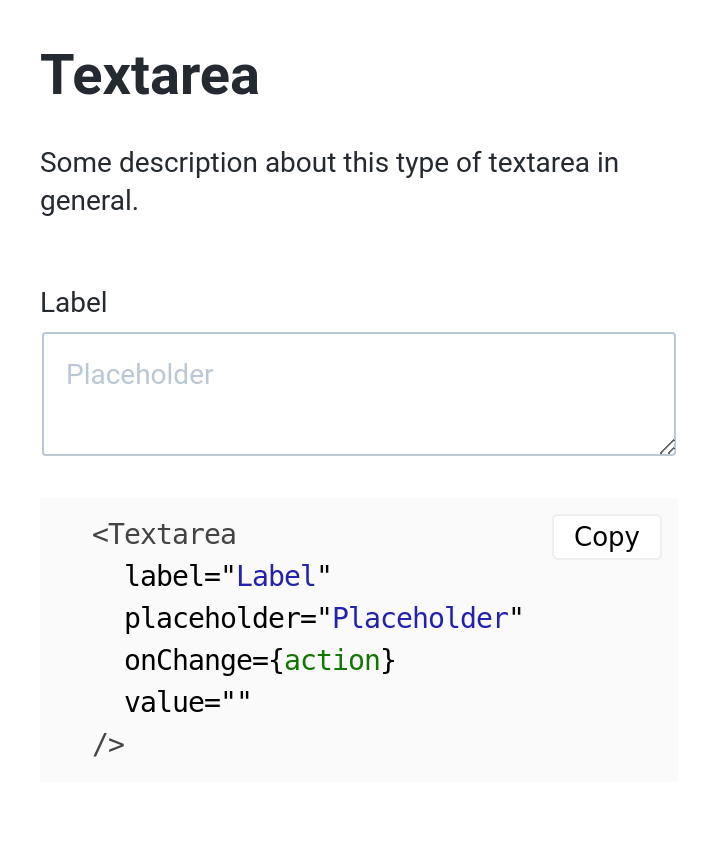 Textarea
Some description about this type of textarea in
general.
Label
Placeholder
<Textarea
Copy
label="Label"
placeholder="Placeholder"
onChange={action}
value=""
/>